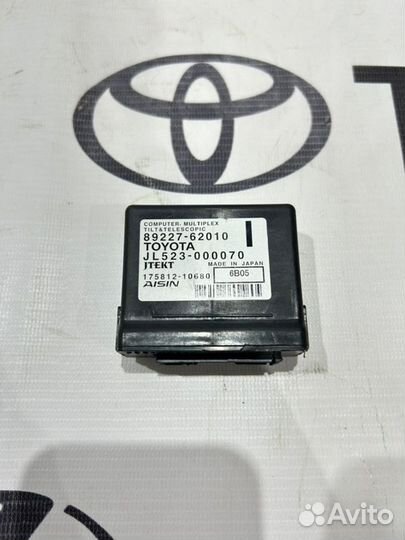 COMPUTER. MULTIPLEX
TILT&TELESCOPIC
89227-62010
TOYOTA
JL523-000070
JTEKT MADE IN JAPAN
175812-10680 6B05
AISIN
Avito